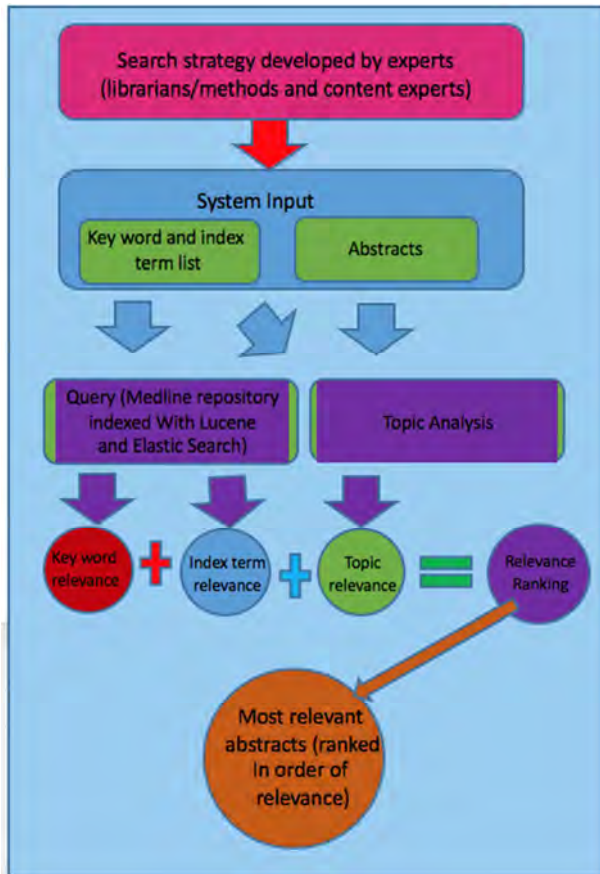 Search strategy developed by experts
(librarians/methods and content experts)
System Input
Key word and index
term list
Abstracts
Query (Medline repository
indexed With Lucene
and Elastic Search)
Topic Analysis
Key word
relevance
+
Index term
relevance
+
Topic
relevance
=
Relevance
Ranking
Most relevant
abstracts (ranked
In order of
relevance)